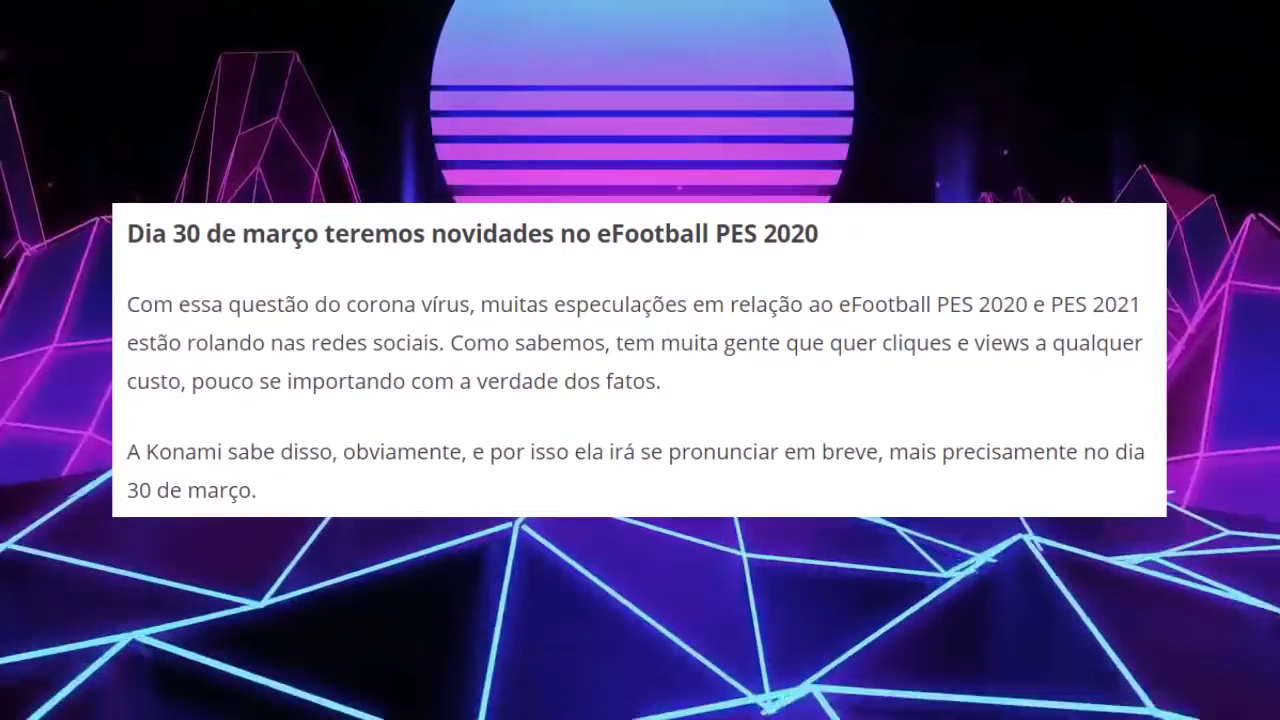 Dia 30 de março teremos novidades no eFootball PES 2020
Com essa questão do corona vírus, muitas especulações em relação ao eFootball PES 2020 e PES 2021
estão rolando nas redes sociais. Como sabemos, tem muita gente que quer cliques e views a qualquer
custo, pouco se importando com a verdade dos fatos.
A Konami sabe disso, obviamente, e por isso ela irá se pronunciar em breve, mais precisamente no dia
30 de março.